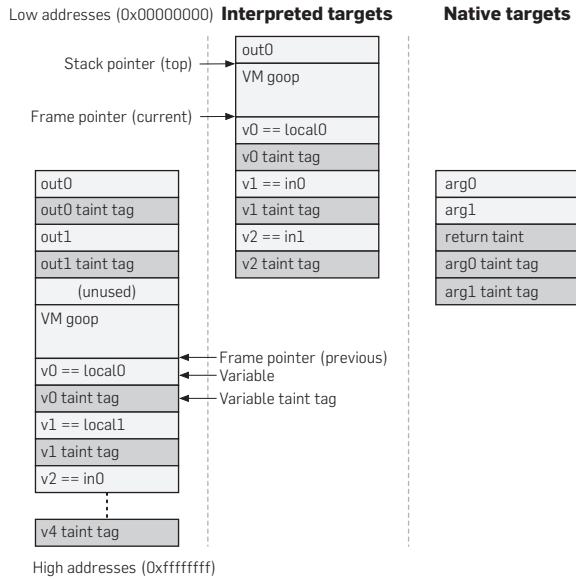 Low addresses (0x00000000)
Interpreted targets
Native targets
Stack pointer (top)
Frame pointer (current)
out0
VM goop
v0 == local0
v0 taint tag
v1 == in0
v1 taint tag
v2 == in1
v2 taint tag
out0
out0 taint tag
out1
out1 taint tag
(unused)
VM goop
v0 == local0
v0 taint tag
v1 == local1
v1 taint tag
v2 == in0
v4 taint tag
Frame pointer (previous)
Variable
Variable taint tag
arg0
arg1
return taint
arg0 taint tag
arg1 taint tag
High addresses (0xffffffff)